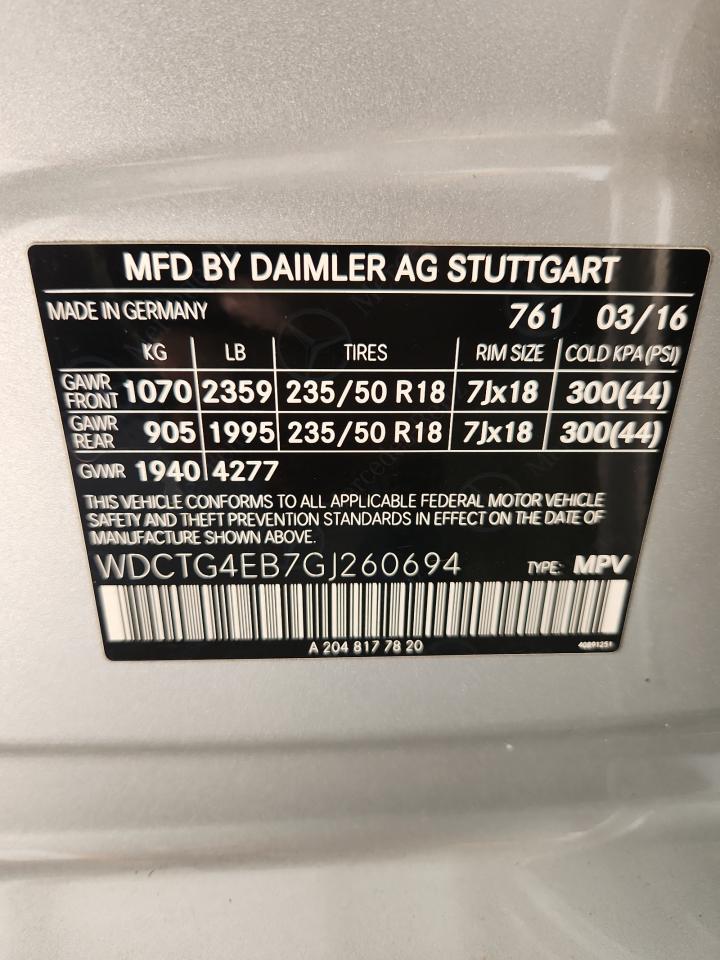 MFD BY DAIMLER AG STUTTGART
MADE IN GERMANY 761 03/16
KG LB TIRES RIM SIZE COLD KPA (PSI)
GAWR FRONT 1070 2359 235/50 R18 7Jx18 300(44)
GAWR REAR 905 1995 235/50 R18 7Jx18 300(44)
GVWR 1940 4277
THIS VEHICLE CONFORMS TO ALL APPLICABLE FEDERAL MOTOR VEHICLE
SAFETY AND THEFT PREVENTION STANDARDS IN EFFECT ON THE DATE OF
MANUFACTURE SHOWN ABOVE.
WDCTG4EB7GJ260694 TYPE: MPV
A 204 817 78 20 40891251